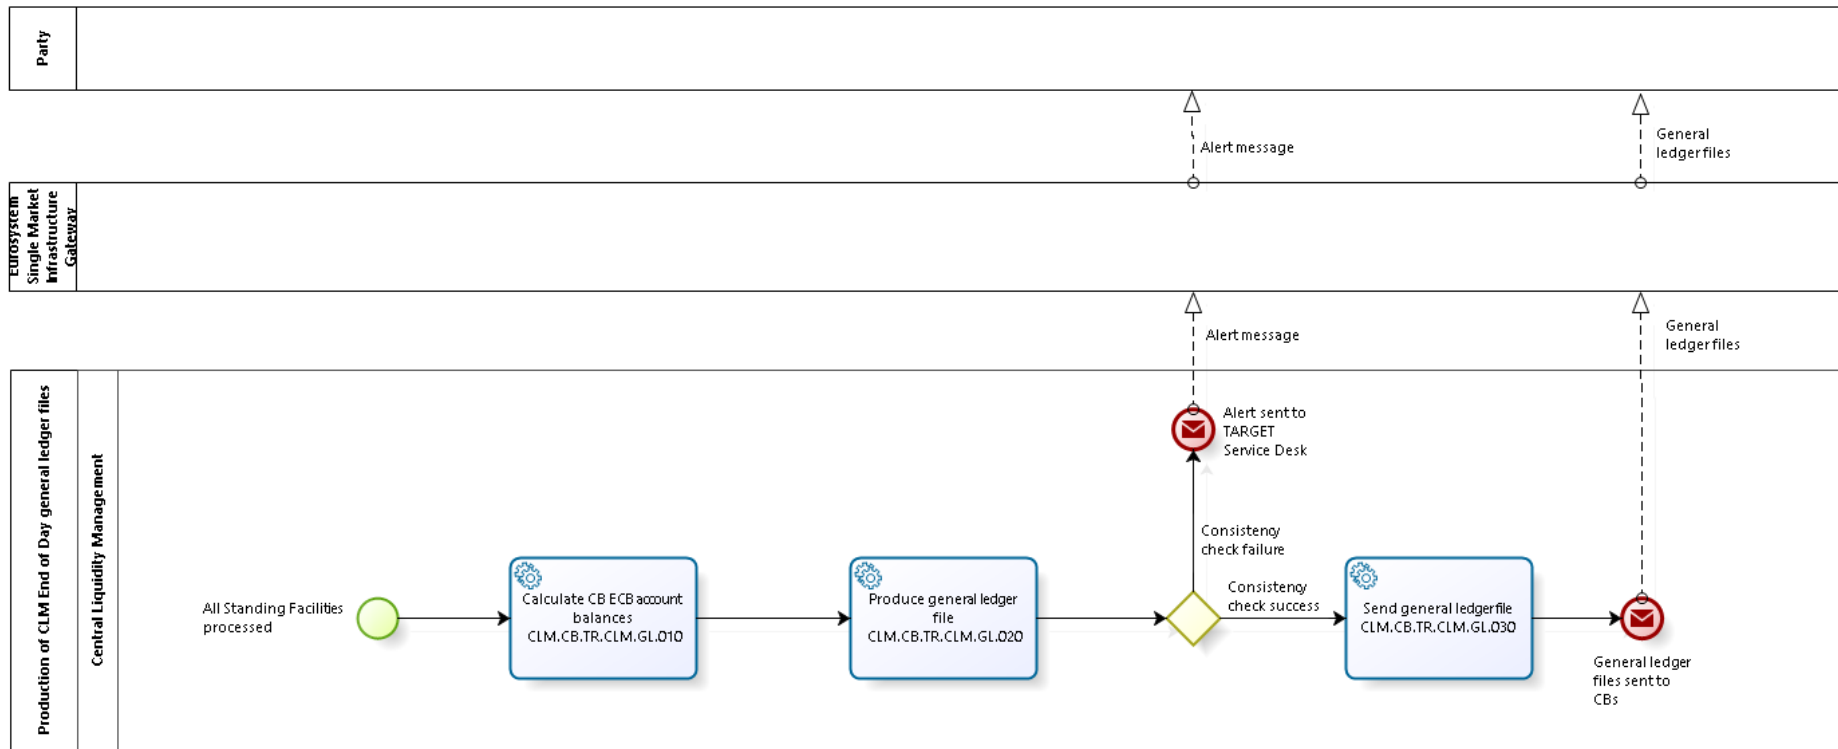 Party
Alert message
General
ledger files
Eurosystem
Single Market
Infrastructure
Gateway
Alert message
General
ledger files
Production of CLM End of Day general ledger files
Central Liquidity Management
Alert sent to
TARGET
Service Desk
Consistency
check failure
All Standing Facilities
processed
Calculate CB ECB account
balances
CLM.CB.TR.CLM.GL.010
Produce general ledger
file
CLM.CB.TR.CLM.GL.020
Consistency
check success
Send general ledger file
CLM.CB.TR.CLM.GL.030
General ledger
files sent to
CBs